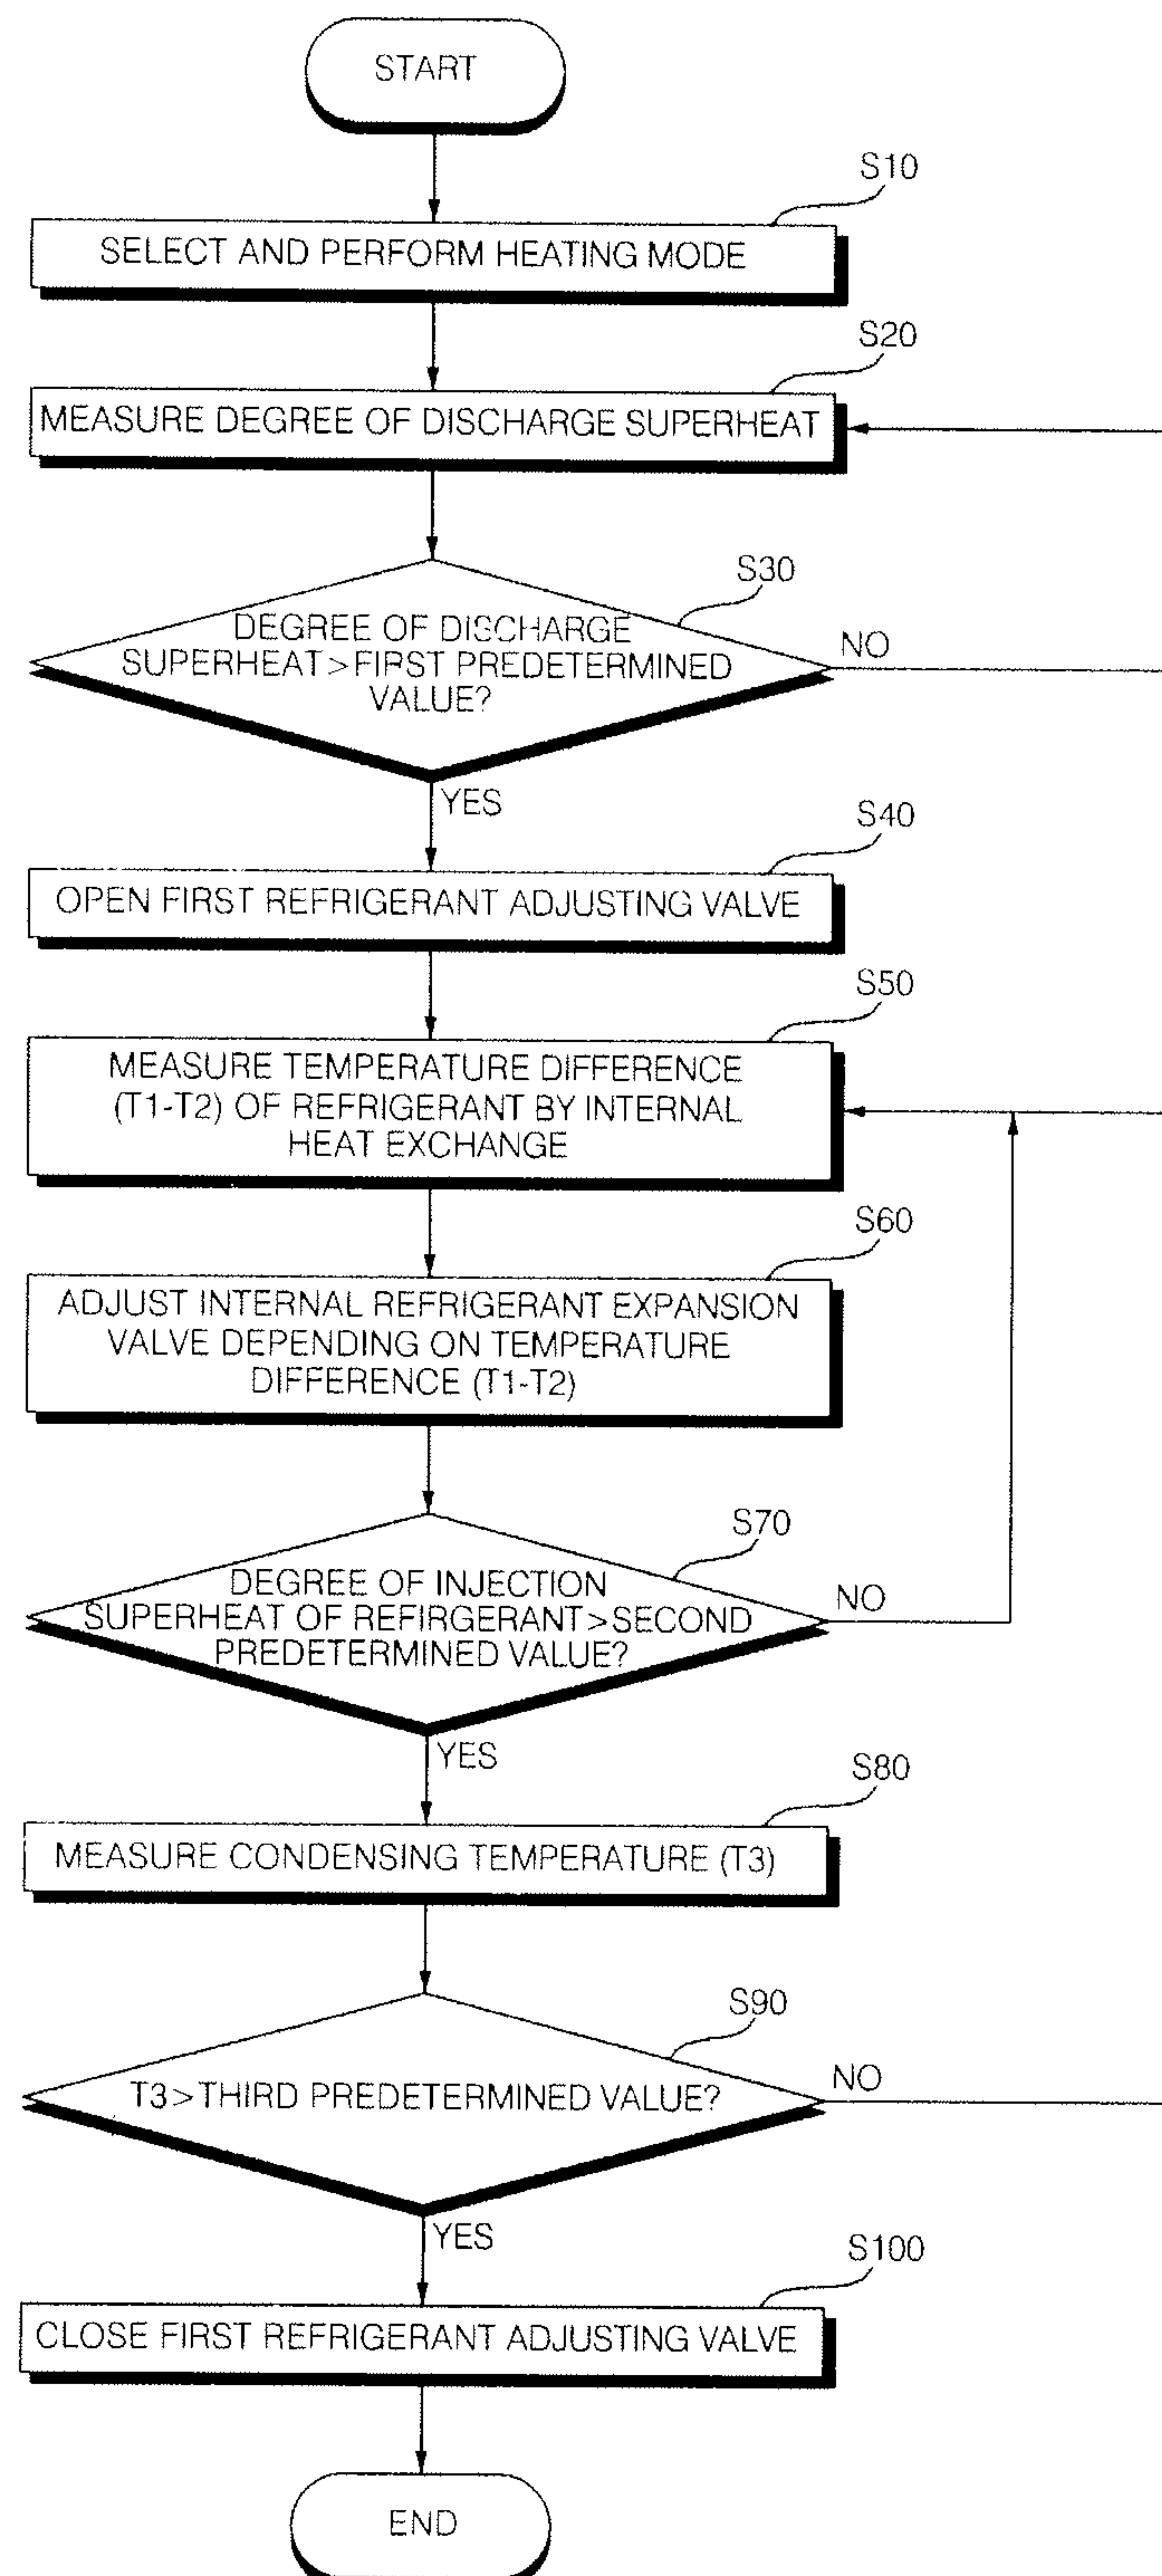 START
S10
SELECT AND PERFORM HEATING MODE
S20
MEASURE DEGREE OF DISCHARGE SUPERHEAT
S30
DEGREE OF DISCHARGE
SUPERHEAT>FIRST PREDETERMINED
VALUE?
NO
YES
S40
OPEN FIRST REFRIGERANT ADJUSTING VALVE
S50
MEASURE TEMPERATURE DIFFERENCE
(T1-T2) OF REFRIGERANT BY INTERNAL
HEAT EXCHANGE
S60
ADJUST INTERNAL REFRIGERANT EXPANSION
VALVE DEPENDING ON TEMPERATURE
DIFFERENCE (T1-T2)
S70
DEGREE OF INJECTION
SUPERHEAT OF REFIRGERANT>SECOND
PREDETERMINED VALUE?
NO
YES
S80
MEASURE CONDENSING TEMPERATURE (T3)
S90
T3>THIRD PREDETERMINED VALUE?
NO
YES
S100
CLOSE FIRST REFRIGERANT ADJUSTING VALVE
END